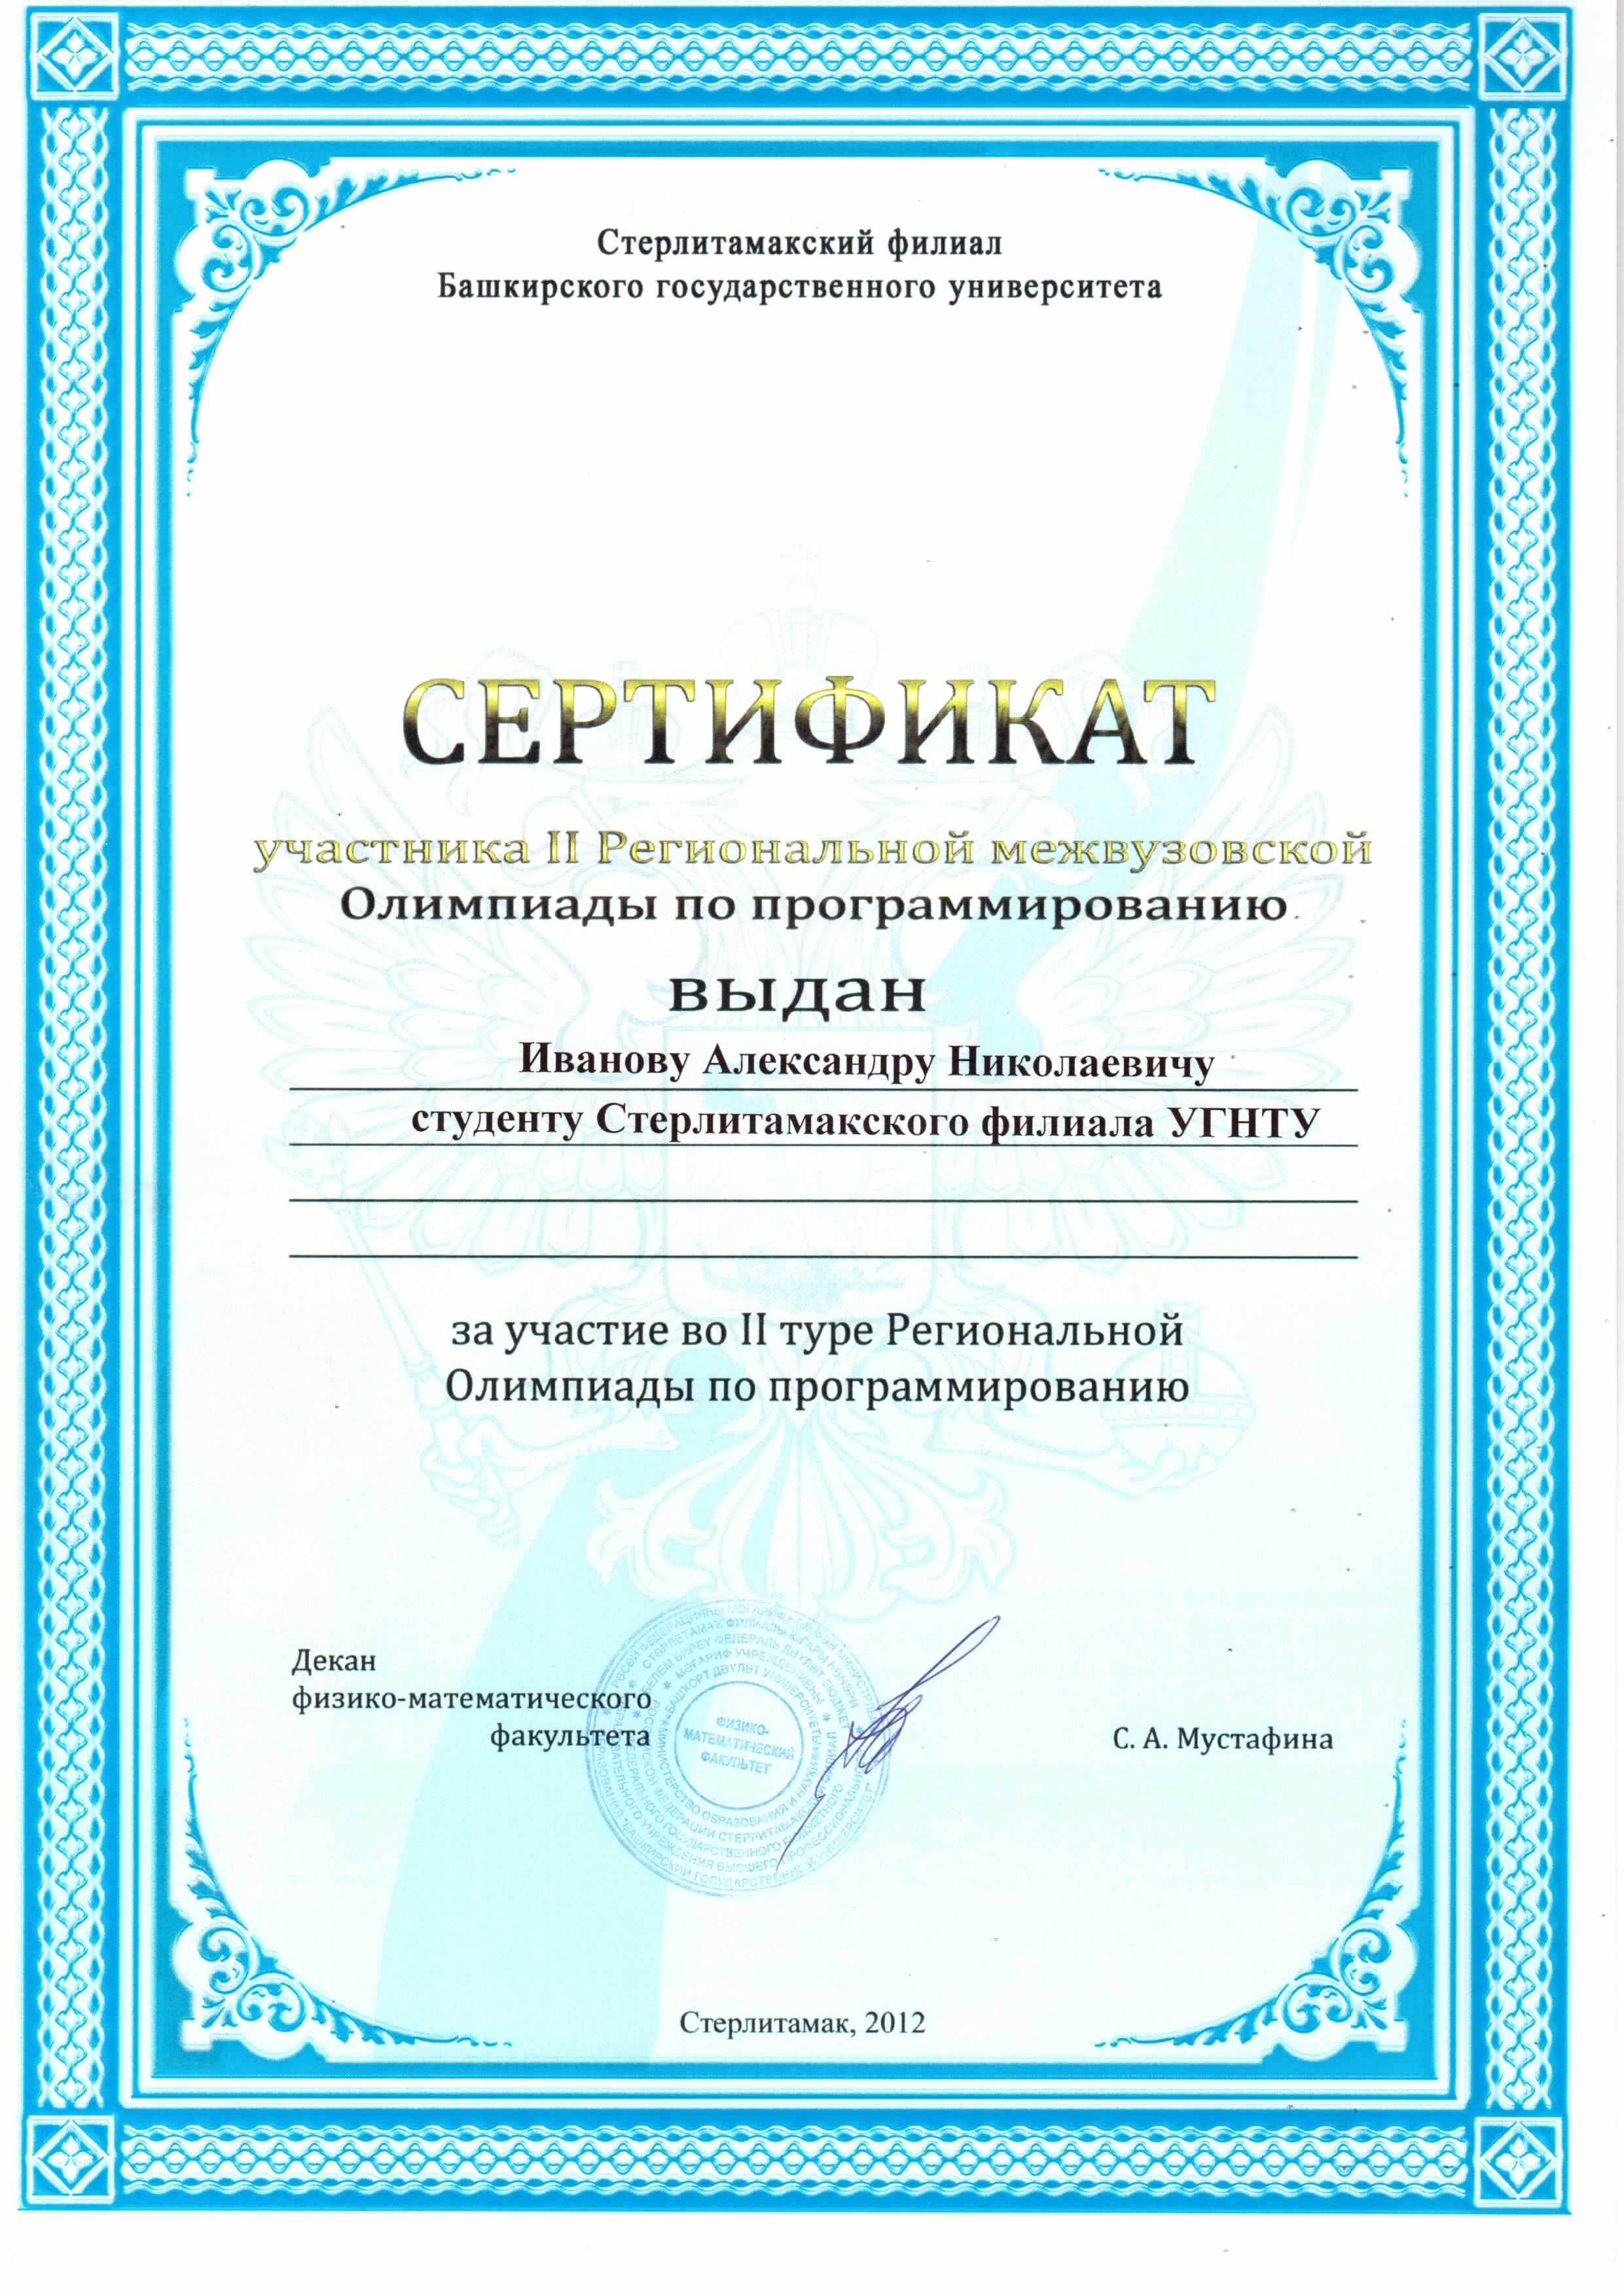 Стерлитамакский филиал
Башкирского государственного университета
СЕРТИФИКАТ
участника II Региональной межвузовской
Олимпиады по программированию
выдан
Иванову Александру Николаевичу
студенту Стерлитамакского филиала УГНТУ
за участие во II туре Региональной
Олимпиады по программированию
Декан
физико-математического
факультета
С. А. Мустафина
ФИЗИКО-
МАТЕМАТИЧЕСКИЙ
ФАКУЛЬТЕТ
Стерлитамак, 2012